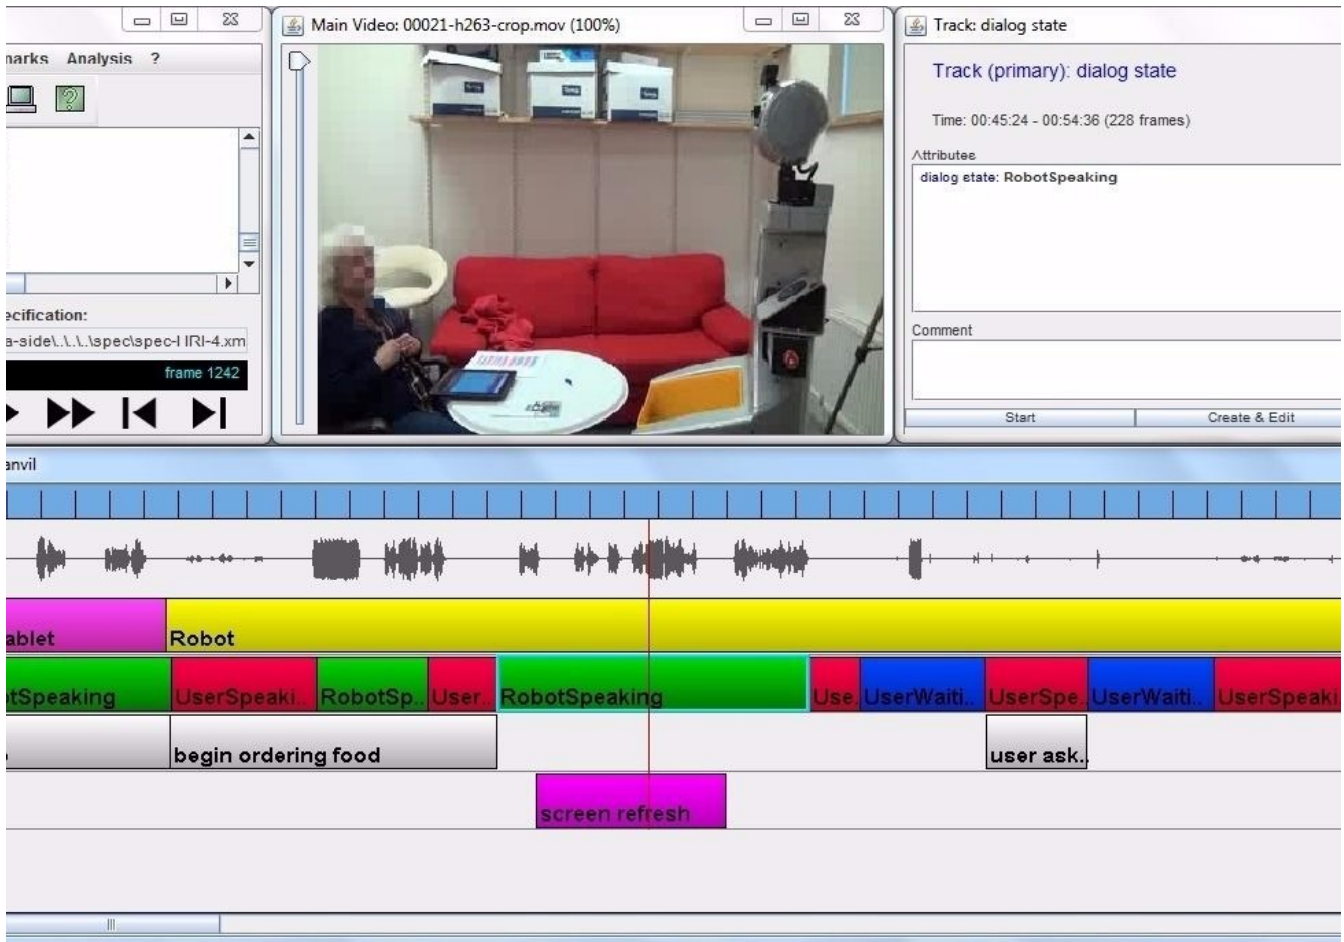 Main Video: 00021-h263-crop.mov (100%)
Track: dialog state
marks Analysis ?
Track (primary): dialog state
Time: 00:45:24 - 00:54:36 (228 frames)
Attributes
dialog state: RobotSpeaking
ecification:
a-side\..\..\..\spec\spec-HRI-4.xm
frame 1242
Comment
Start
Create & Edit
anvil
ablet
Robot
tSpeaking
UserSpeaki..
RobotSp..
User..
RobotSpeaking
Use.
UserWaiti..
UserSpe..
UserWaiti..
UserSpeaki
begin ordering food
user ask..
screen refresh